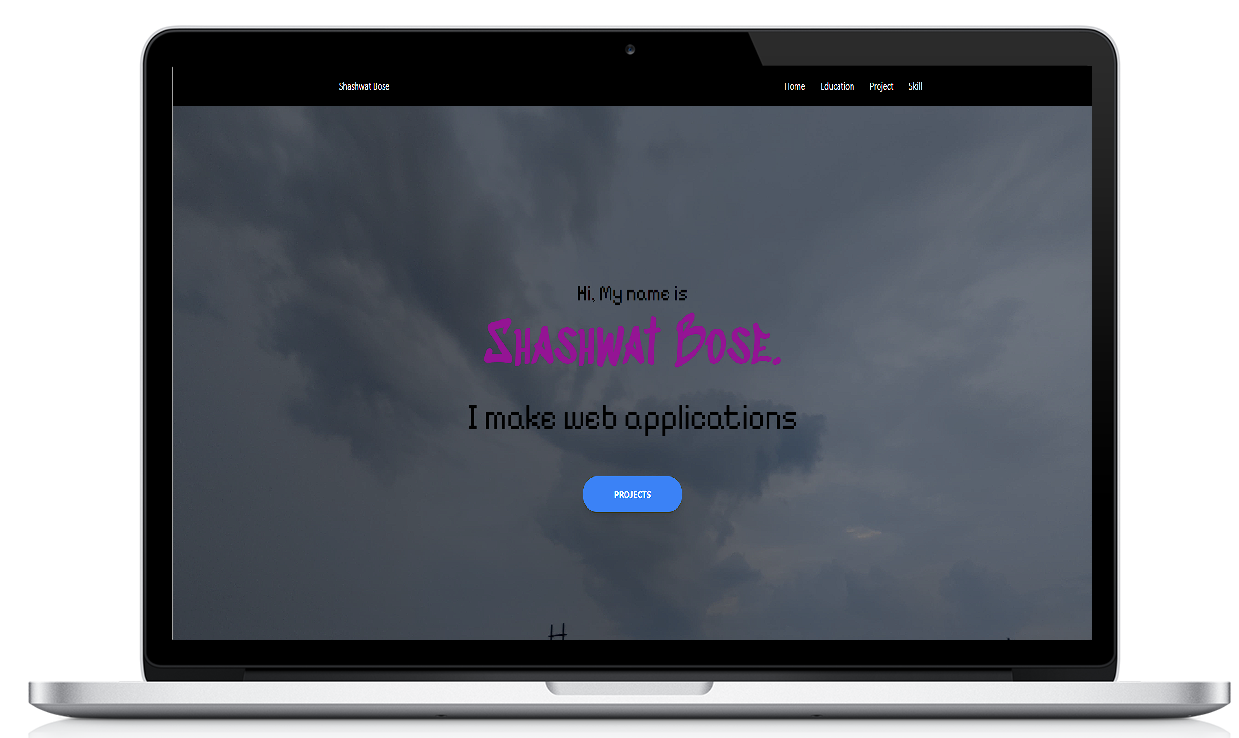 Shashwat Bose
Home Education Project Skill
Hi, My name is
SHASHWAT BOSE.
I make web applications
PROJECTS